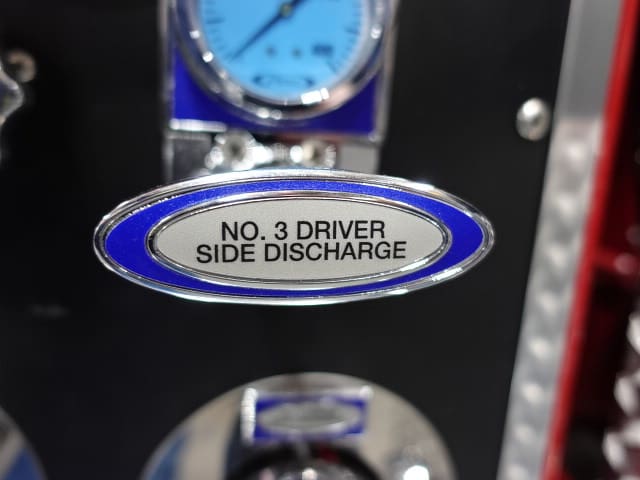 NO. 3 DRIVER
SIDE DISCHARGE